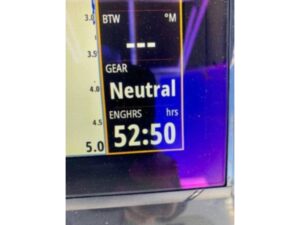 3.0
BTW °M
---
3.5
GEAR
4.0
Neutral
4.5
ENGHRS hrs
52:50
5.0